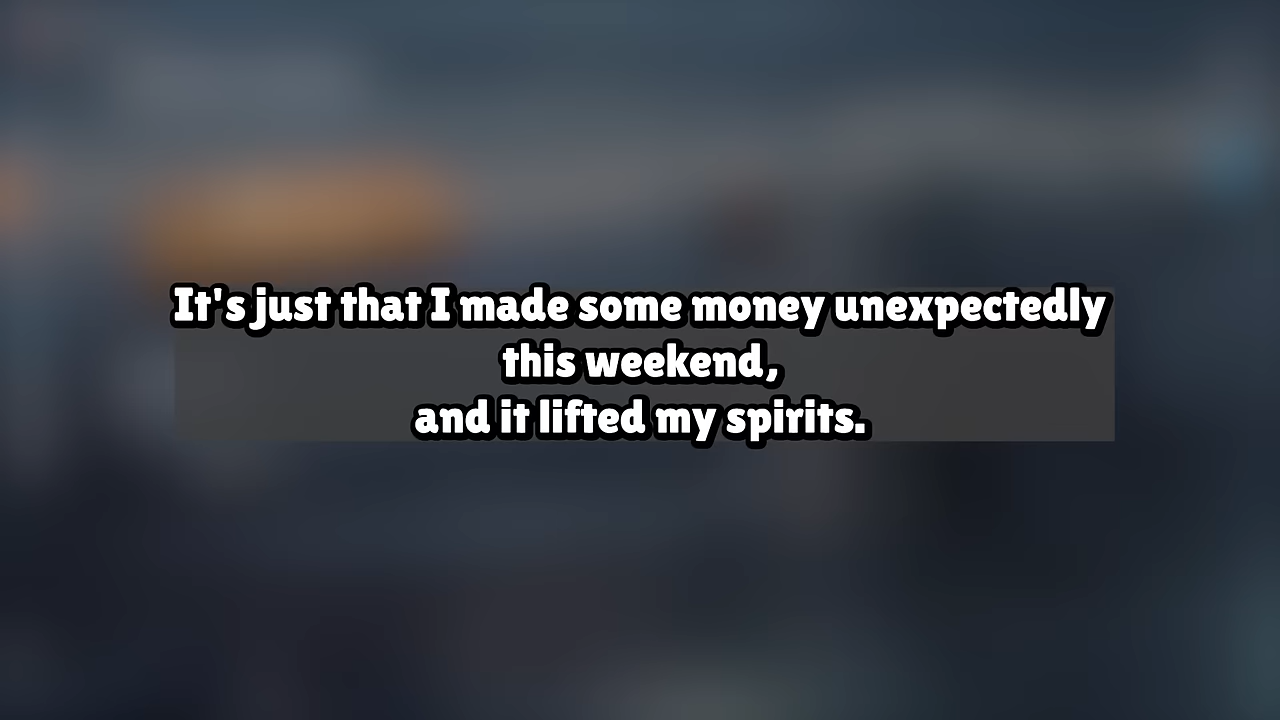 It's just that I made some money unexpectedly
this weekend,
and it lifted my spirits.